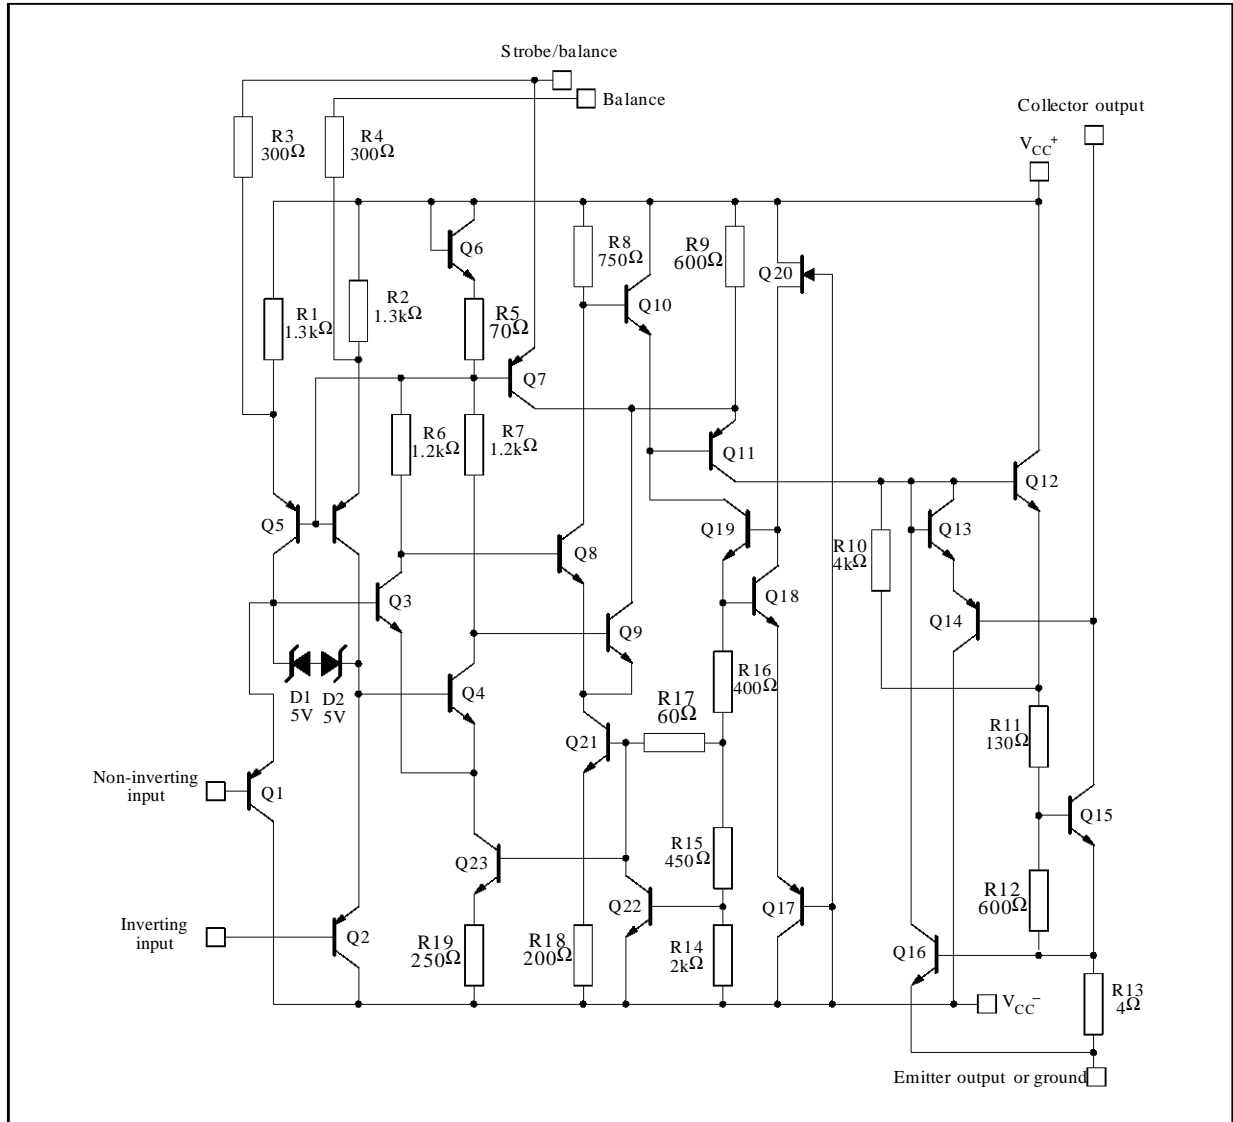 Strobe/balance
Balance
Collector output
V_CC^+
R3
300Ω
R4
300Ω
Q6
R8
750Ω
R9
600Ω
Q20
Q10
R1
1.3kΩ
R2
1.3kΩ
R5
70Ω
Q7
R6
1.2kΩ
R7
1.2kΩ
Q11
Q12
Q5
Q19
Q13
Q8
R10
4kΩ
Q3
Q18
Q14
Q9
D1
5V
D2
5V
Q4
R16
400Ω
R17
60Ω
Q21
R11
130Ω
Non-inverting
input
Q1
Q15
R15
450Ω
Q23
Q22
Q17
R12
600Ω
Inverting
input
Q2
R19
250Ω
R18
200Ω
R14
2kΩ
Q16
V_CC^−
R13
4Ω
Emitter output or ground